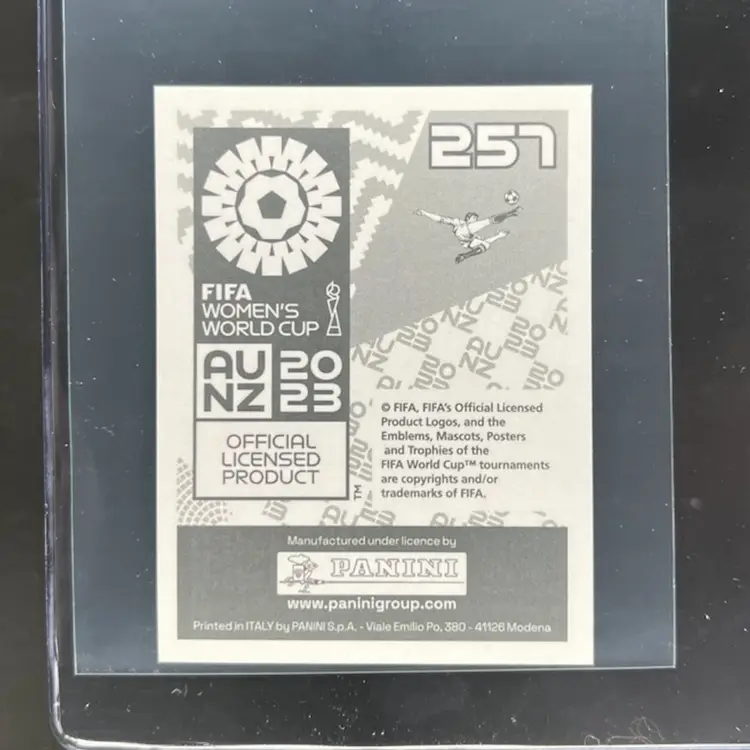 257
FIFA
WOMEN'S
WORLD CUP
AU 20
NZ 23
OFFICIAL
LICENSED
PRODUCT
TM
© FIFA, FIFA's Official Licensed
Product Logos, and the
Emblems, Mascots, Posters
and Trophies of the
FIFA World Cup™ tournaments
are copyrights and/or
trademarks of FIFA.
Manufactured under licence by
PANINI
www.paninigroup.com
Printed in ITALY by PANINI S.p.A. - Viale Emilio Po, 380 - 41126 Modena